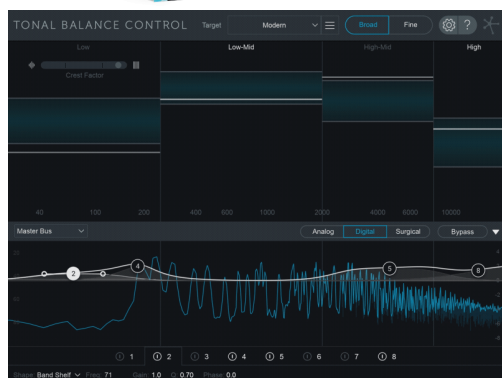 TONAL BALANCE CONTROL Target Modern Broad Fine ?
Low Low-Mid High-Mid High
Crest Factor
40 100 200 400 600 1000 2000 4000 6000 10000
Master Bus Analog Digital Surgical Bypass
2 4 5 8
1 2 3 4 5 6 7 8
Shape: Band Shelf Freq: 71 Gain: 1.0 Q: 0.70 Phase: 0.0